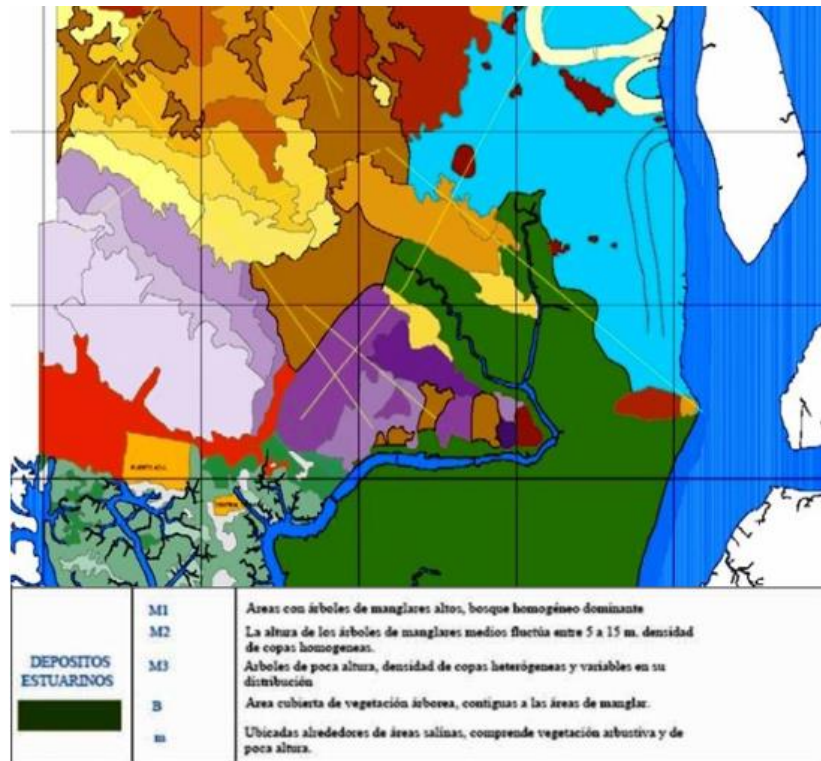 DEPOSITOS
ESTUARINOS
M1
Areas con árboles de manglares altos, bosque homogéneo dominante
M2
La altura de los árboles de manglares medios fluctúa entre 5 a 15 m. densidad
de copas homogeneas.
M3
Arboles de poca altura, densidad de copas heterógeneas y variables en su
distribución
B
Area cubierta de vegetación árborea, contiguas a las áreas de manglar.
m
Ubicadas alrededores de áreas salinas, comprende vegetación arbustiva y de
poca altura.